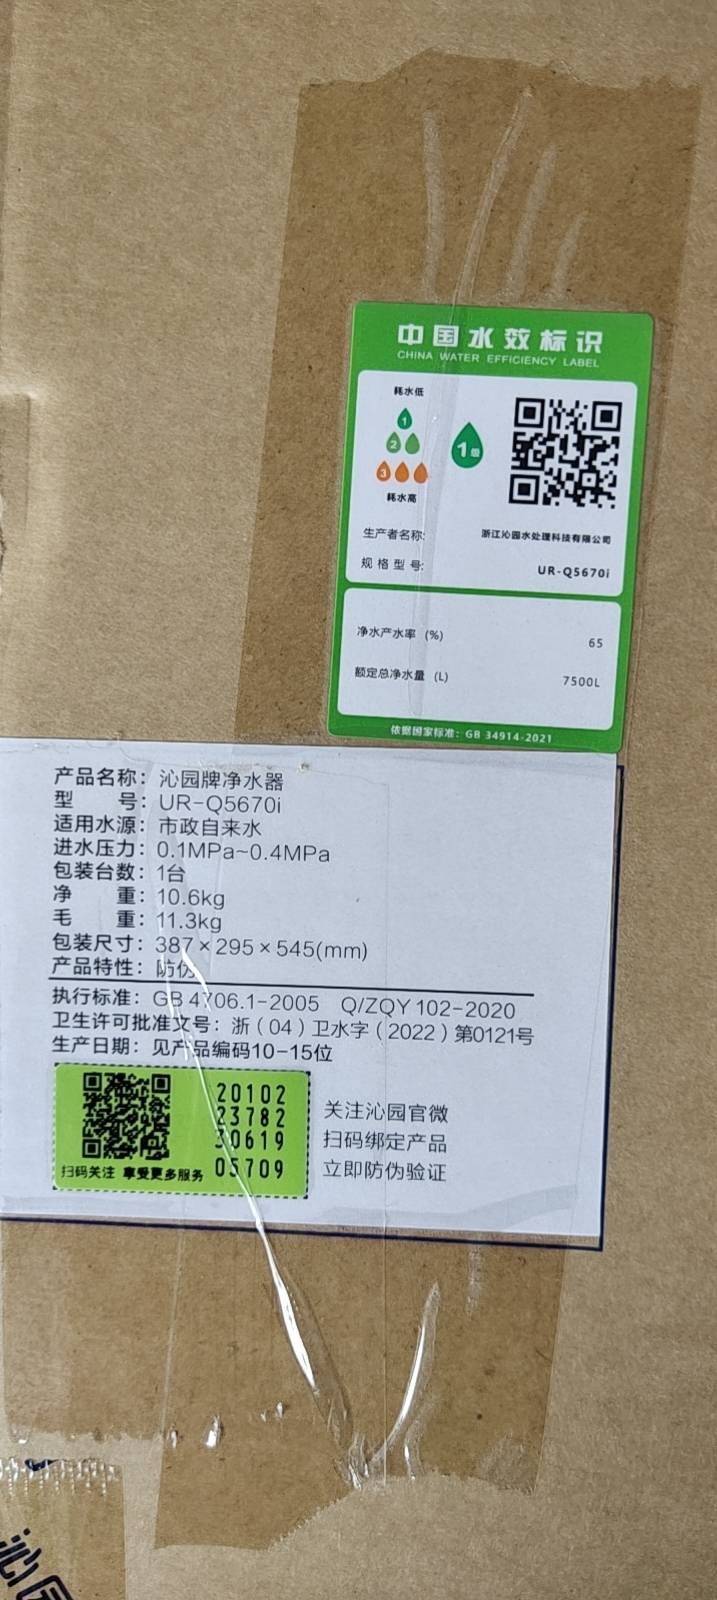 中国水效标识
CHINA WATER EFFICIENCY LABEL
耗水低
1
2
3
耗水高
1级
生产者名称: 浙江沁园水处理科技有限公司
规格型号: UR-Q5670i
净水产水率 (%) 65
额定总净水量 (L) 7500L
依据国家标准: GB 34914-2021
产品名称: 沁园牌净水器
型 号: UR-Q5670i
适用水源: 市政自来水
进水压力: 0.1MPa~0.4MPa
包装台数: 1台
净 重: 10.6kg
毛 重: 11.3kg
包装尺寸: 387×295×545(mm)
产品特性: 防伪
执行标准: GB 4706.1-2005 Q/ZQY 102-2020
卫生许可批准文号: 浙（04）卫水字（2022）第0121号
生产日期: 见产品编码10-15位
20102
23782
30619
05709
扫码关注 享受更多服务
关注沁园官微
扫码绑定产品
立即防伪验证
沁园